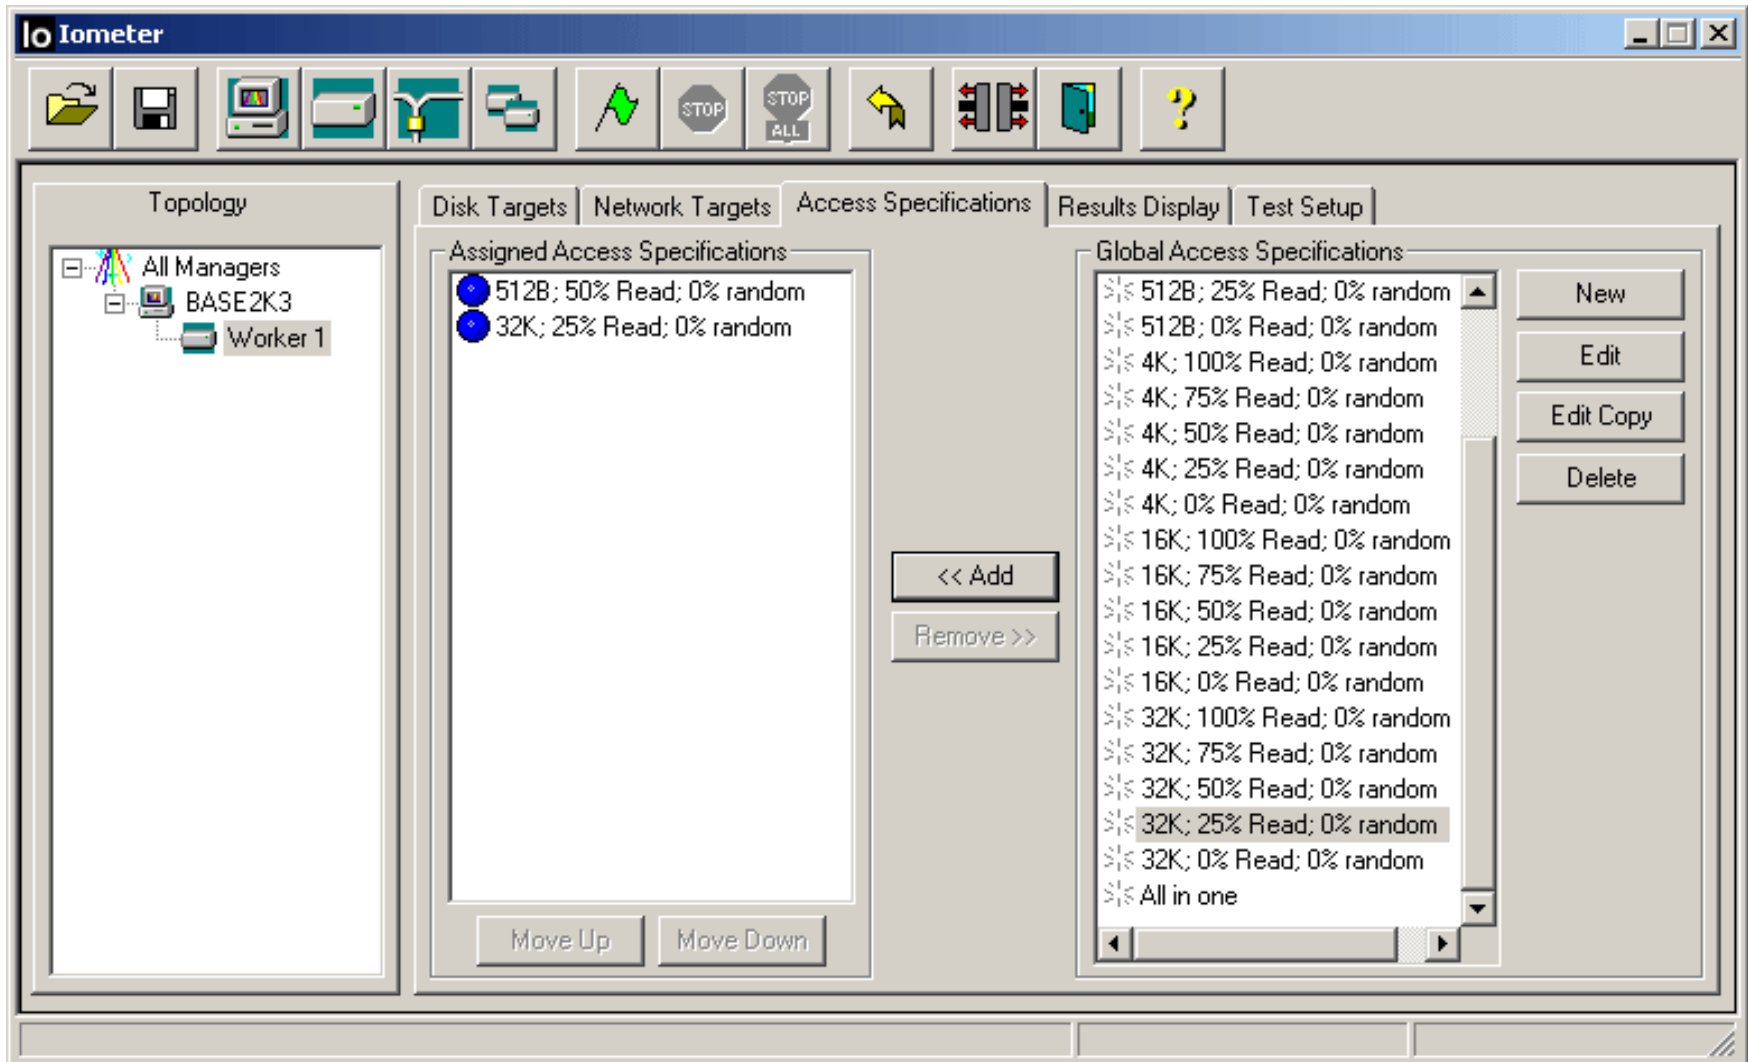 Io Iometer
STOP
STOP
ALL
?
Topology
All Managers
BASE2K3
Worker 1
Disk Targets
Network Targets
Access Specifications
Results Display
Test Setup
Assigned Access Specifications
512B; 50% Read; 0% random
32K; 25% Read; 0% random
Move Up
Move Down
<< Add
Remove >>
Global Access Specifications
512B; 25% Read; 0% random
512B; 0% Read; 0% random
4K; 100% Read; 0% random
4K; 75% Read; 0% random
4K; 50% Read; 0% random
4K; 25% Read; 0% random
4K; 0% Read; 0% random
16K; 100% Read; 0% random
16K; 75% Read; 0% random
16K; 50% Read; 0% random
16K; 25% Read; 0% random
16K; 0% Read; 0% random
32K; 100% Read; 0% random
32K; 75% Read; 0% random
32K; 50% Read; 0% random
32K; 25% Read; 0% random
32K; 0% Read; 0% random
All in one
New
Edit
Edit Copy
Delete